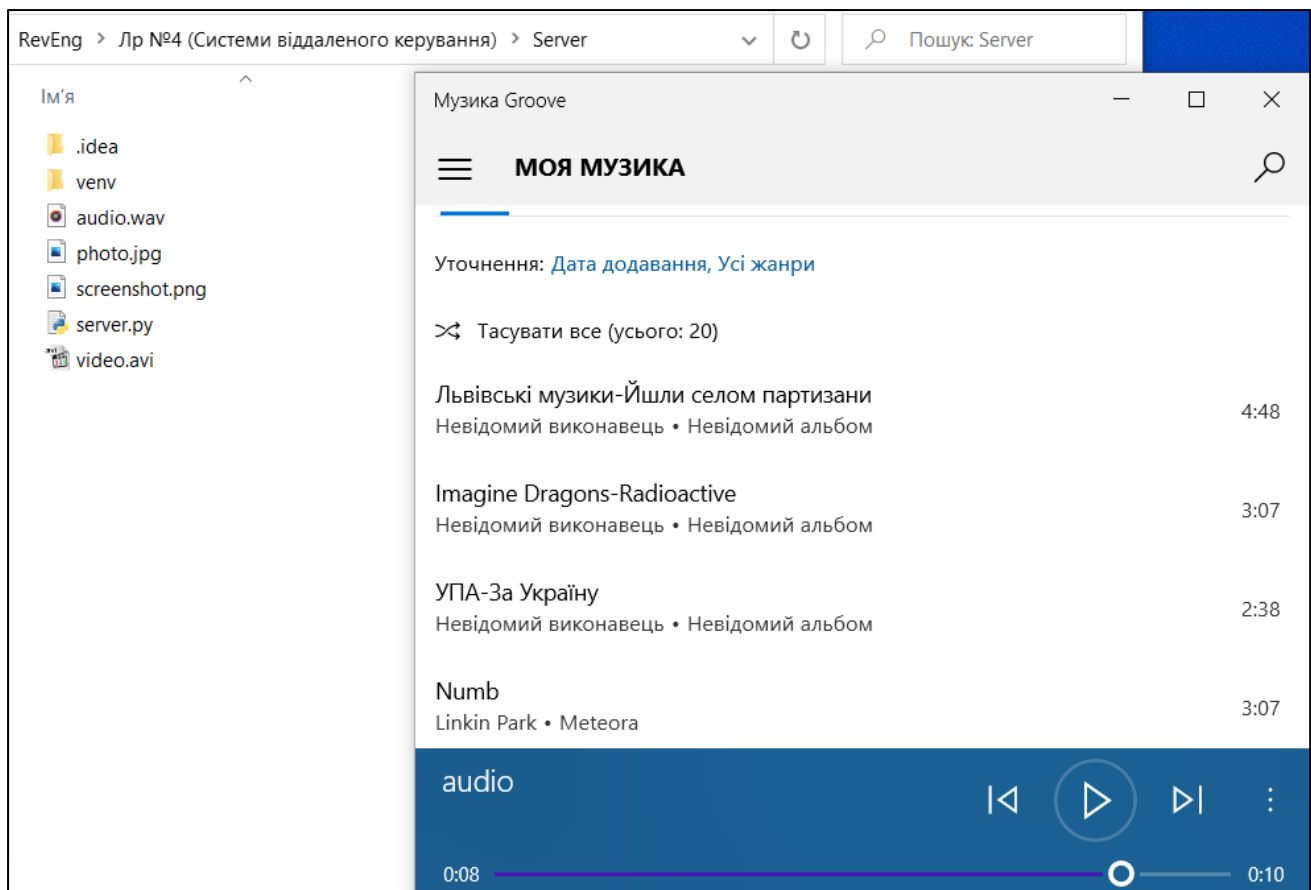 RevEng > Лр №4 (Системи віддаленого керування) > Server
Пошук: Server
Ім'я
.idea
venv
audio.wav
photo.jpg
screenshot.png
server.py
video.avi
Музика Groove
МОЯ МУЗИКА
Уточнення: Дата додавання, Усі жанри
Тасувати все (усього: 20)
Львівські музики-Йшли селом партизани
Невідомий виконавець • Невідомий альбом
4:48
Imagine Dragons-Radioactive
Невідомий виконавець • Невідомий альбом
3:07
УПА-За Україну
Невідомий виконавець • Невідомий альбом
2:38
Numb
Linkin Park • Meteora
3:07
audio
0:08
0:10